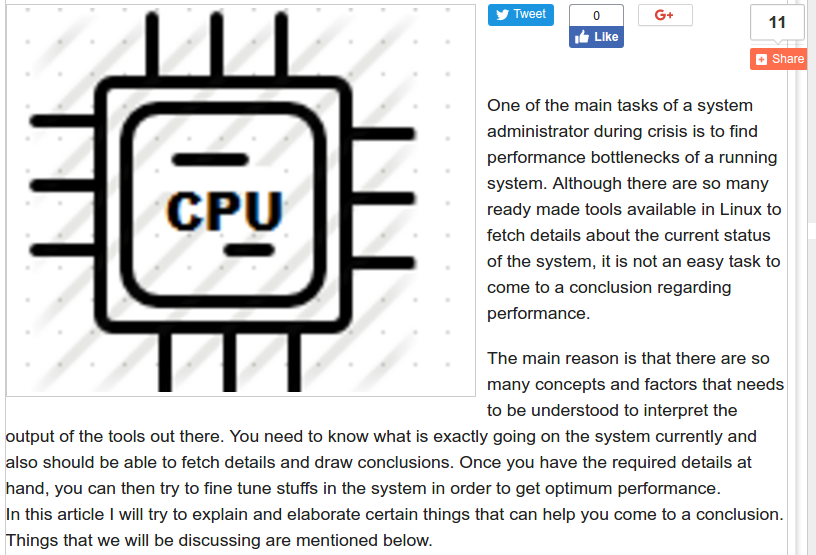 Tweet
0
Like
G+
11
Share
CPU
One of the main tasks of a system
administrator during crisis is to find
performance bottlenecks of a running
system. Although there are so many
ready made tools available in Linux to
fetch details about the current status
of the system, it is not an easy task to
come to a conclusion regarding
performance.
The main reason is that there are so
many concepts and factors that needs
to be understood to interpret the
output of the tools out there. You need to know what is exactly going on the system currently and
also should be able to fetch details and draw conclusions. Once you have the required details at
hand, you can then try to fine tune stuffs in the system in order to get optimum performance.
In this article I will try to explain and elaborate certain things that can help you come to a conclusion.
Things that we will be discussing are mentioned below.